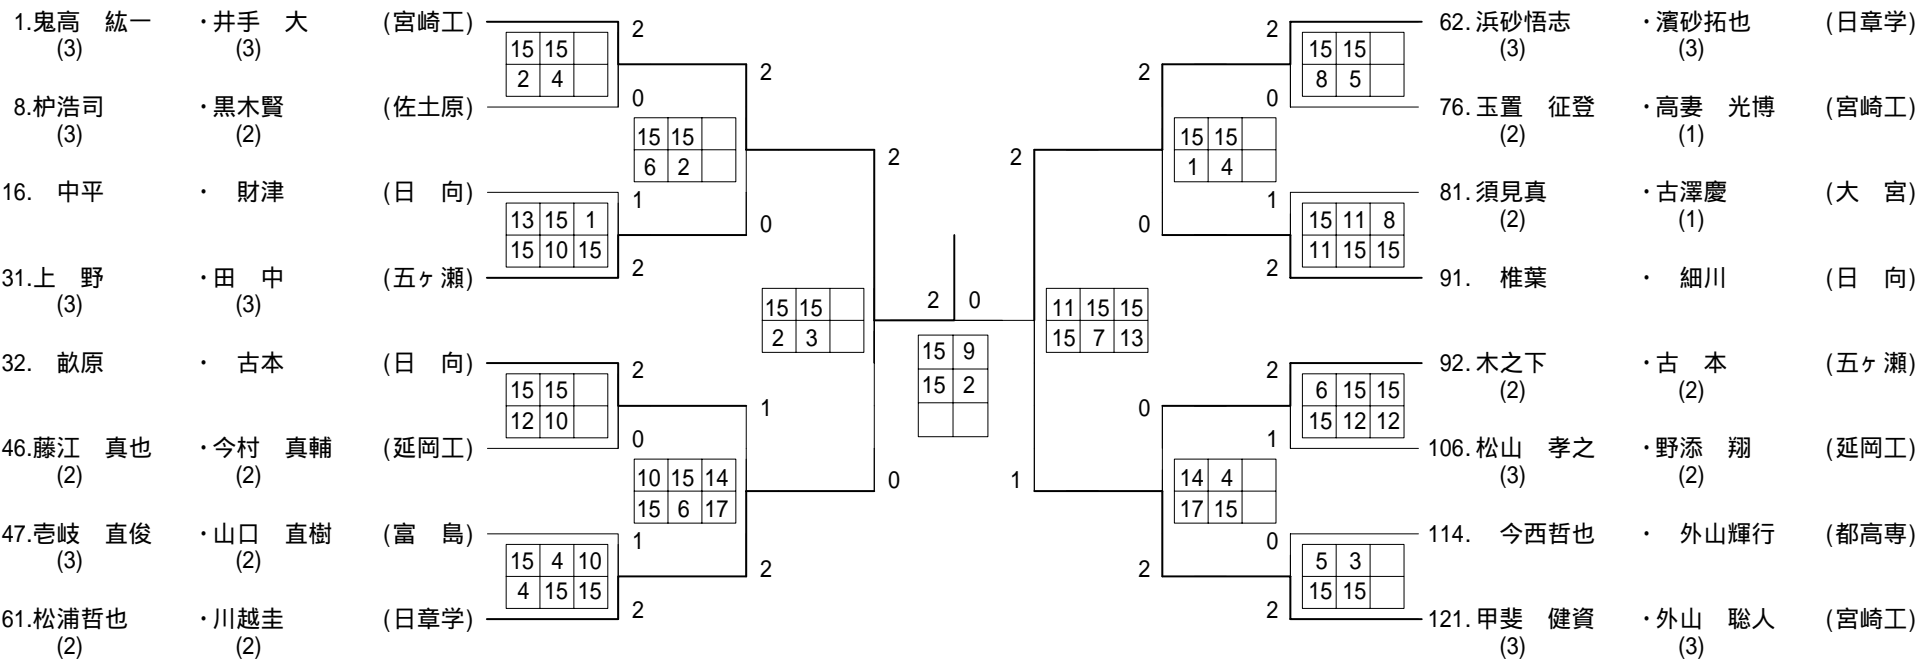 1.鬼高　紘一　・井手　大　(宮崎工)
(3)　(3)
2
15 15
2 4
2
0
8.枦浩司　・黒木賢　(佐土原)
(3)　(2)
15 15
6 2
2
16.　中平　・　財津　(日　向)
1
13 15 1
15 10 15
0
2
31.上　野　・田　中　(五ヶ瀬)
(3)　(3)
15 15
2 3
32.　畝原　・　古本　(日　向)
2
15 15
12 10
1
0
46.藤江　真也　・今村　真輔　(延岡工)
(2)　(2)
10 15 14
15 6 17
0
47.壱岐　直俊　・山口　直樹　(富　島)
(3)　(2)
1
15 4 10
4 15 15
2
2
61.松浦哲也　・川越圭　(日章学)
(2)　(2)
2 0
15 9
15 2
62.浜砂悟志　・濱砂拓也　(日章学)
(3)　(3)
2
15 15
8 5
2
0
76.玉置　征登　・高妻　光博　(宮崎工)
(2)　(1)
15 15
1 4
2
81.須見真　・古澤慶　(大　宮)
(2)　(1)
1
15 11 8
11 15 15
0
2
91.　椎葉　・　細川　(日　向)
11 15 15
15 7 13
92.木之下　・古　本　(五ヶ瀬)
(2)　(2)
2
6 15 15
15 12 12
0
1
106.松山　孝之　・野添　翔　(延岡工)
(3)　(2)
14 4
17 15
1
114.　今西哲也　・　外山輝行　(都高専)
0
5 3
15 15
2
2
121.甲斐　健資　・外山　聡人　(宮崎工)
(3)　(3)